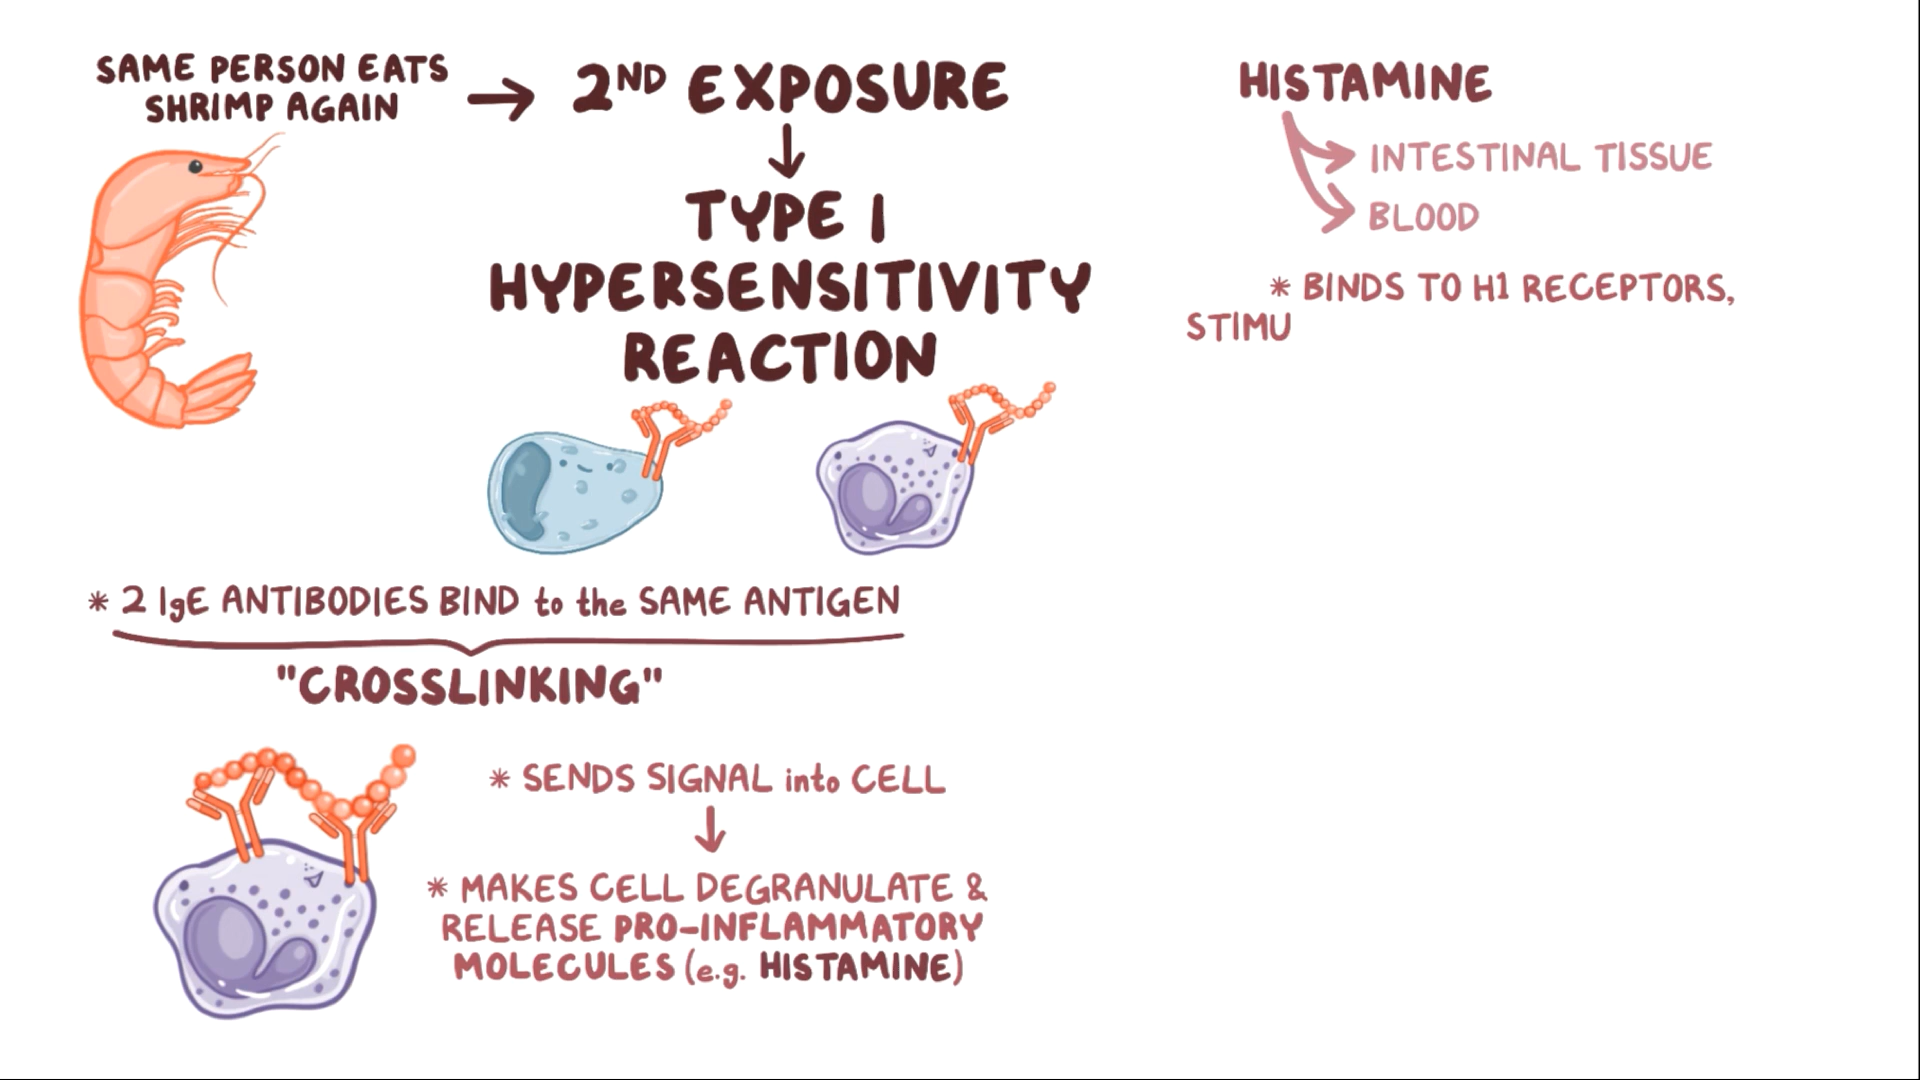 SAME PERSON EATS
SHRIMP AGAIN
2ND EXPOSURE
TYPE I
HYPERSENSITIVITY
REACTION
* 2 IgE ANTIBODIES BIND to the SAME ANTIGEN
"CROSSLINKING"
* SENDS SIGNAL into CELL
* MAKES CELL DEGRANULATE &
RELEASE PRO-INFLAMMATORY
MOLECULES (e.g. HISTAMINE)
HISTAMINE
INTESTINAL TISSUE
BLOOD
* BINDS TO H1 RECEPTORS,
STIMU